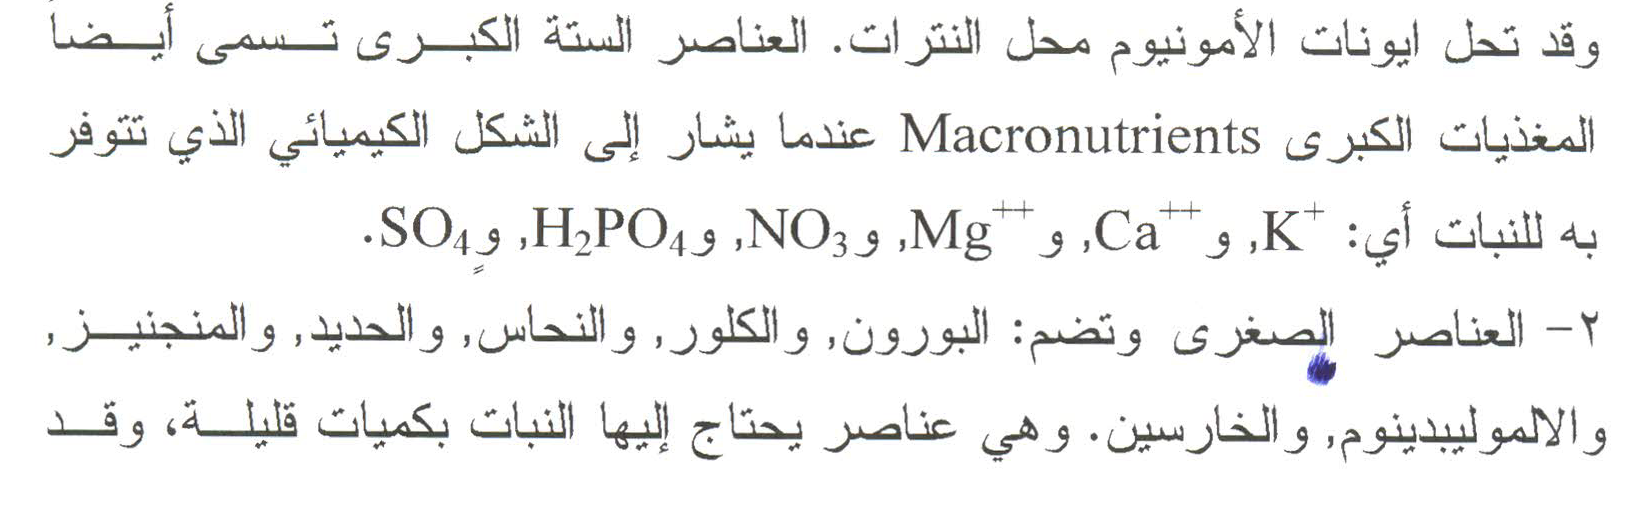 وقد تحل ايونات الأمونيوم محل النترات. العناصر الستة الكبرى تسمى أيضاً
المغذيات الكبرى Macronutrients عندما يشار إلى الشكل الكيميائي الذي تتوفر
به للنبات أي: K⁺, و Ca⁺⁺, و Mg⁺⁺, وNO₃, وH₂PO₄, وSO₄.
٢- العناصر الصغرى وتضم: البورون, والكلور, والنحاس, والحديد, والمنجنيز,
والالموليبدينوم, والخارسين. وهي عناصر يحتاج إليها النبات بكميات قليلة، وقد